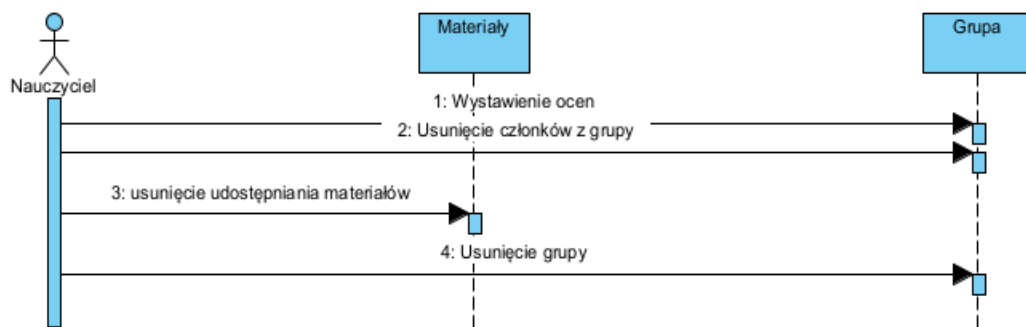 Materiały
Grupa
Nauczyciel
1: Wystawienie ocen
2: Usunięcie członków z grupy
3: usunięcie udostępniania materiałów
4: Usunięcie grupy